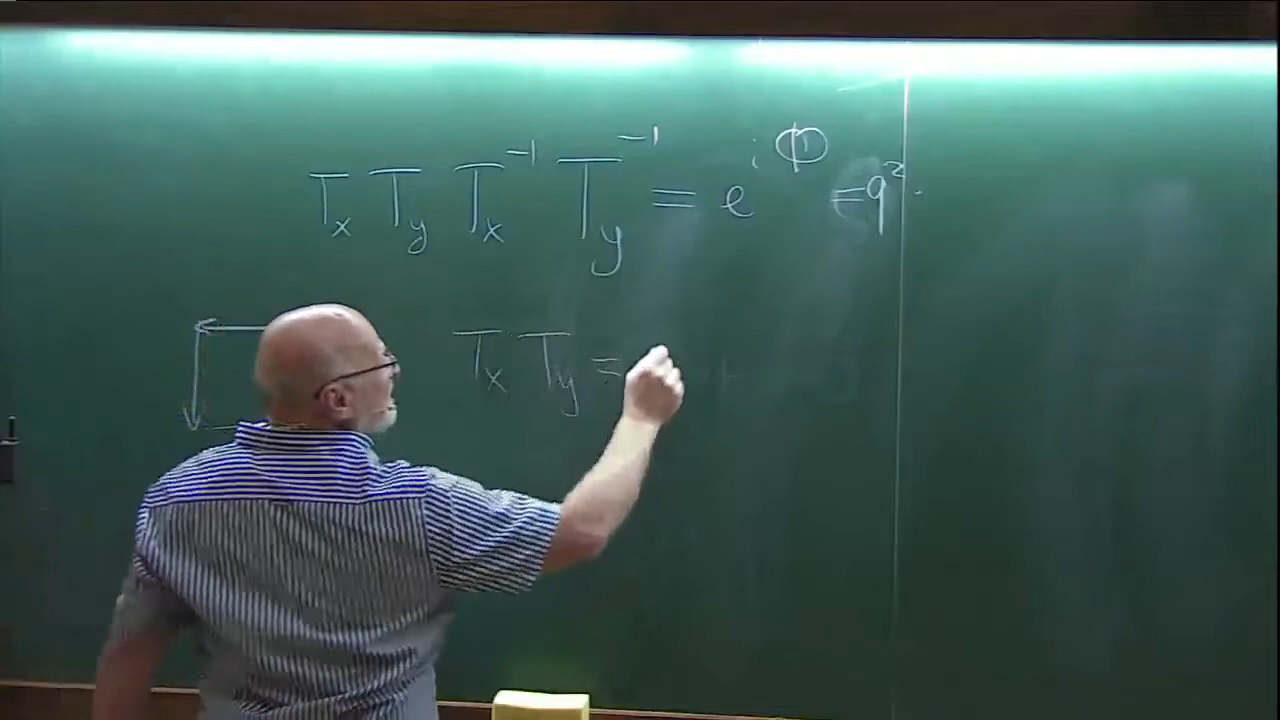 T_x T_y T_x^{-1} T_y^{-1} = e^{iΦ} = q^2.
T_x T_y =